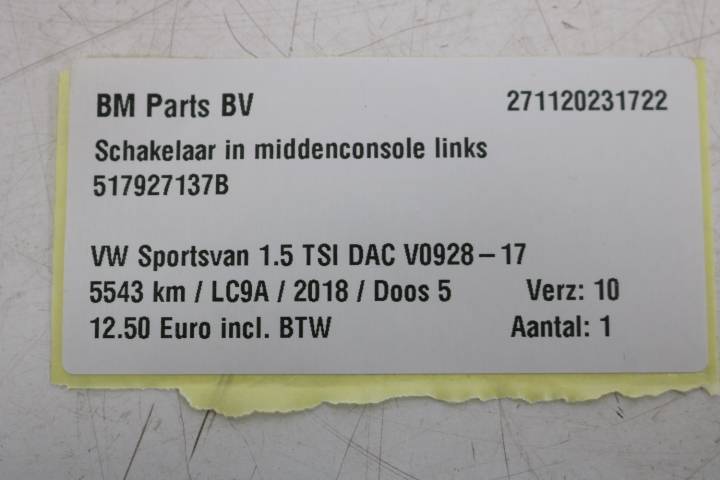 BM Parts BV 271120231722
Schakelaar in middenconsole links
517927137B
VW Sportsvan 1.5 TSI DAC V0928-17
5543 km / LC9A / 2018 / Doos 5 Verz: 10
12.50 Euro incl. BTW Aantal: 1